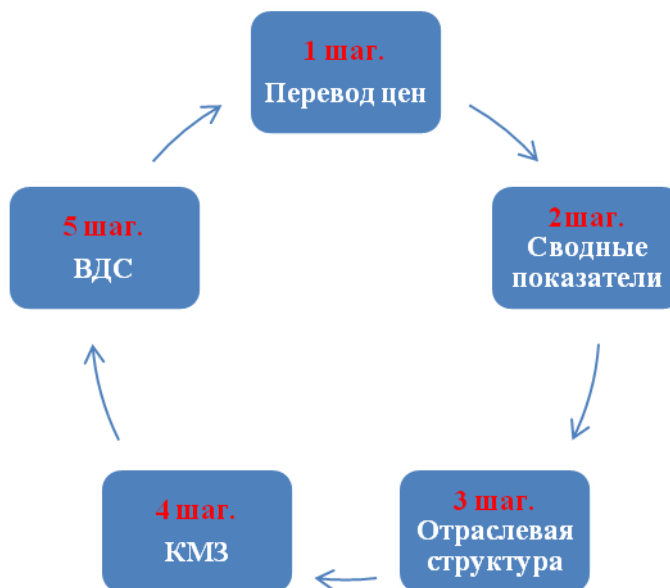 1 шаг.
Перевод цен
2шаг.
Сводные
показатели
3 шаг.
Отраслевая
структура
4 шаг.
КМЗ
5 шаг.
ВДС